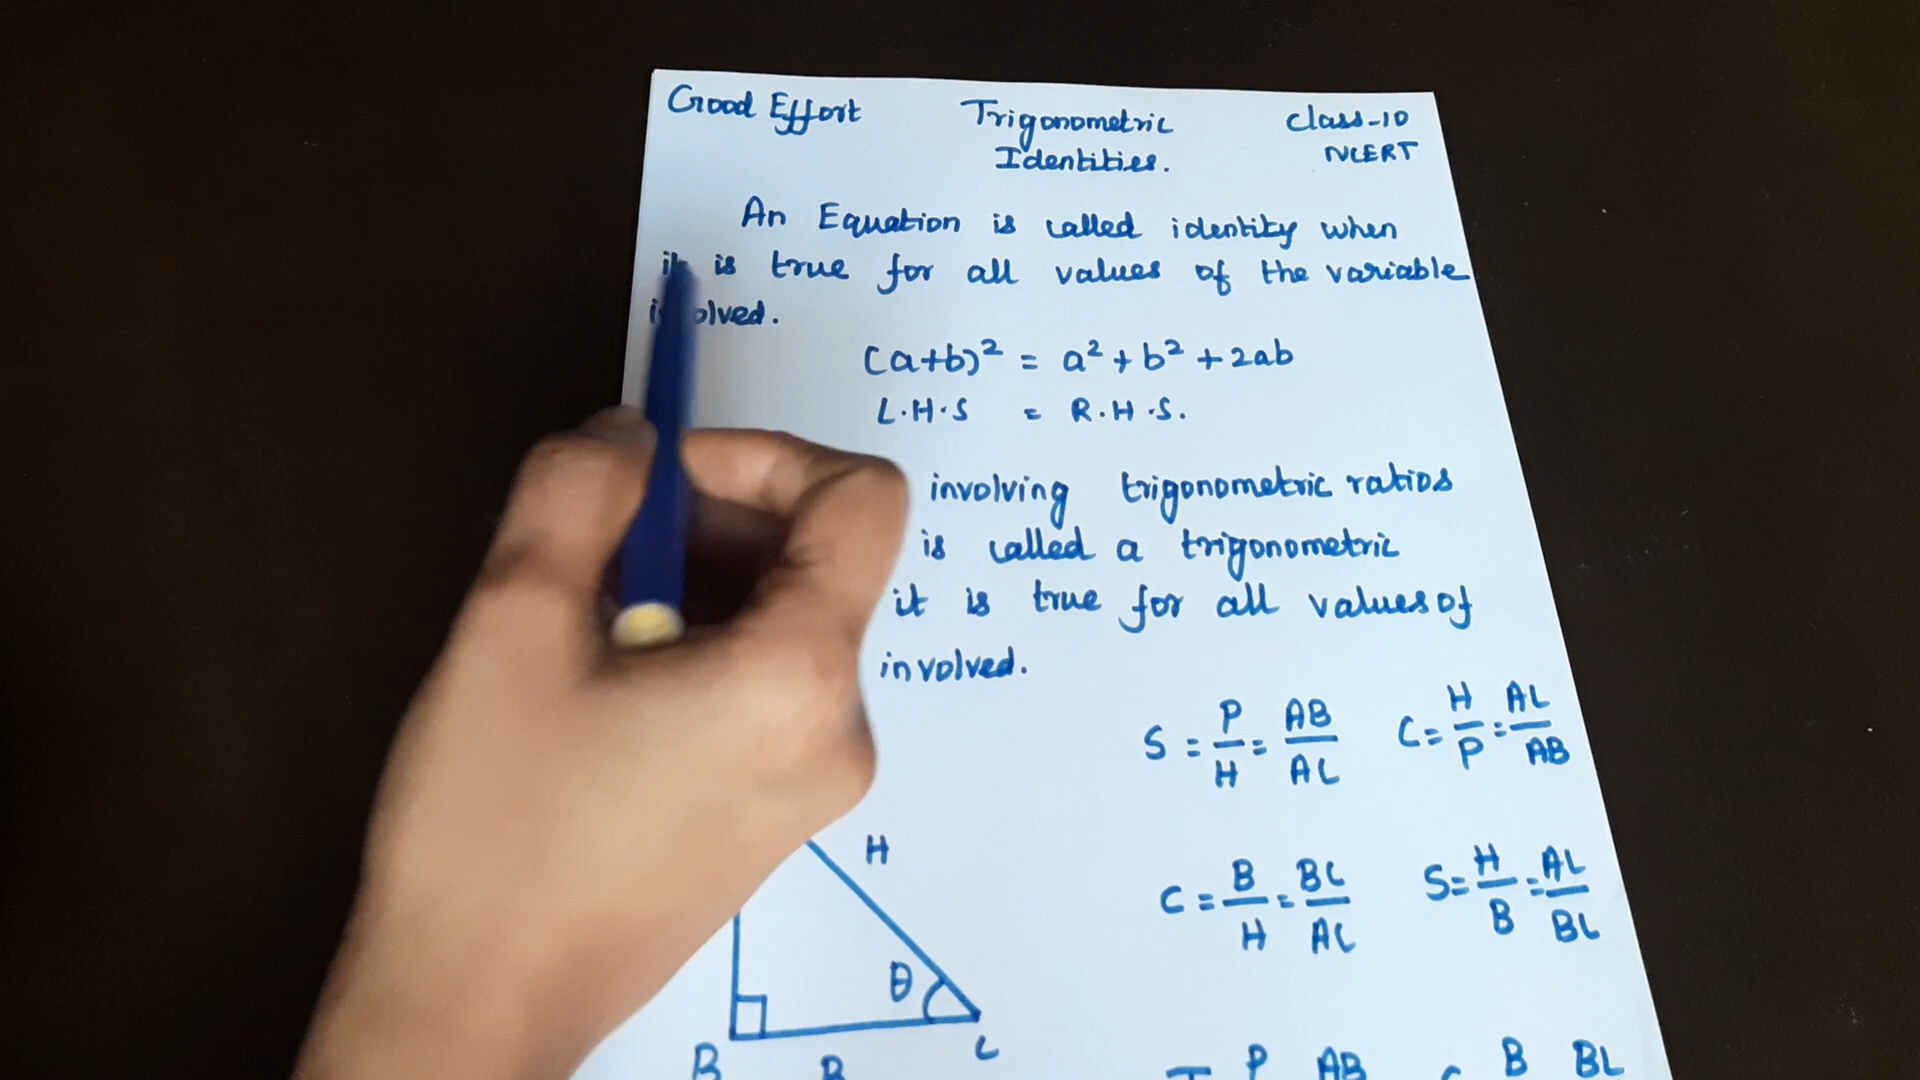 Good Effort
Trigonometric
Identities.
Class-10
NCERT
An Equation is called identity when
is true for all values of the variable
(a+b)² = a² + b² + 2ab
L.H.S = R.H.S.
involving trigonometric ratios
is called a trigonometric
it is true for all values of
involved.
S = P/H = AB/AC
C = H/P = AC/AB
H
C = B/H = BC/AC
S = H/B = AC/BC
θ
B
B
C
T P AB
C B BC